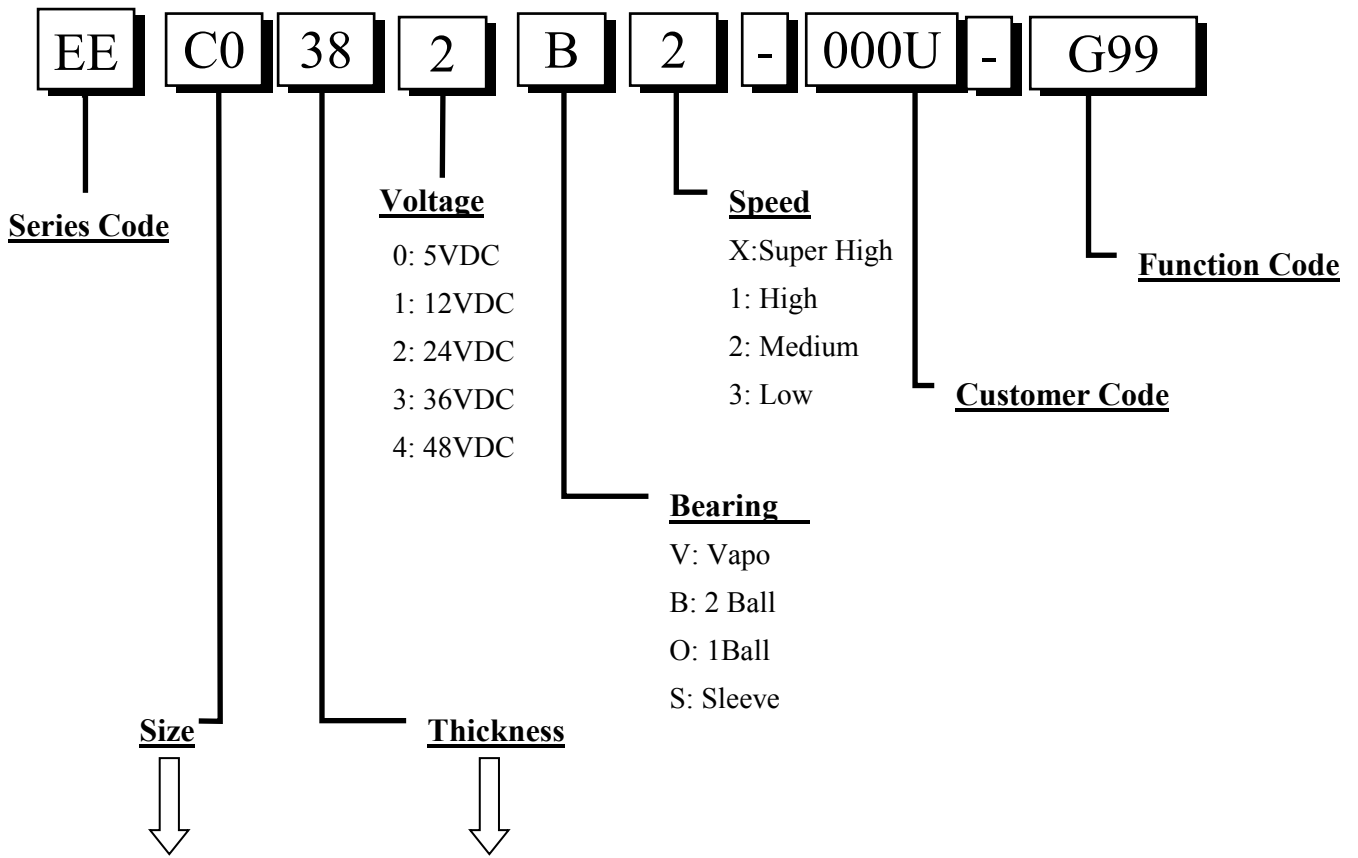 EE C0 38 2 B 2 - 000U - G99
Series Code
Voltage
0: 5VDC
1: 12VDC
2: 24VDC
3: 36VDC
4: 48VDC
Speed
X:Super High
1: High
2: Medium
3: Low
Function Code
Customer Code
Bearing
V: Vapo
B: 2 Ball
O: 1Ball
S: Sleeve
Size
Thickness